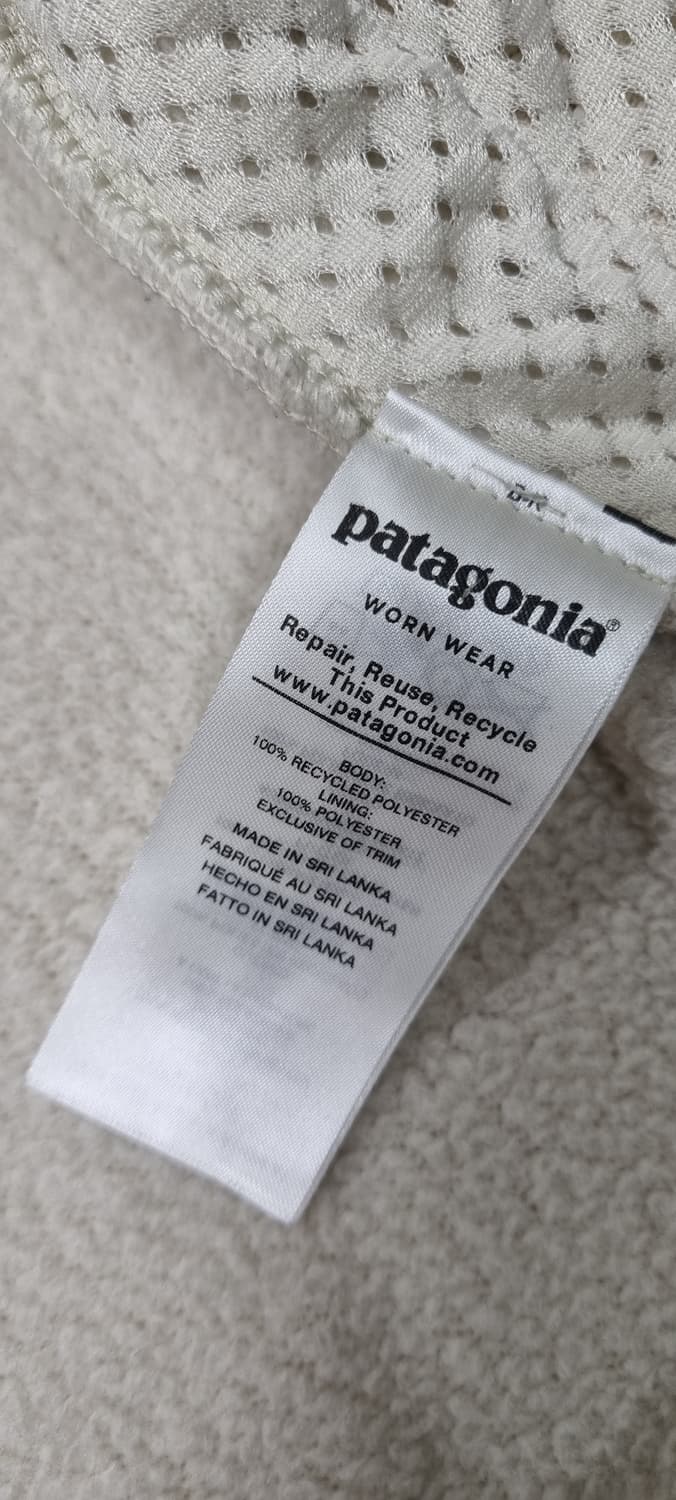 patagonia®
WORN WEAR
Repair, Reuse, Recycle
This Product
www.patagonia.com
BODY:
100% RECYCLED POLYESTER
LINING:
100% POLYESTER
EXCLUSIVE OF TRIM
MADE IN SRI LANKA
FABRIQUÉ AU SRI LANKA
HECHO EN SRI LANKA
FATTO IN SRI LANKA